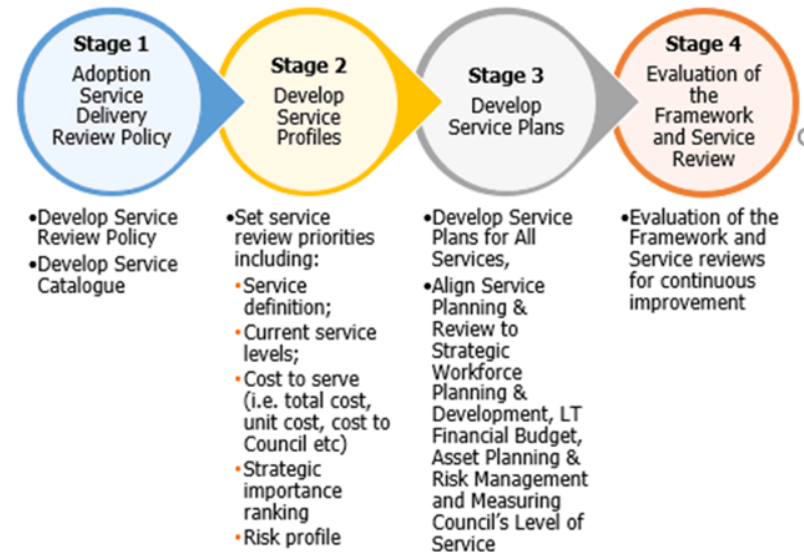 Stage 1
Adoption
Service
Delivery
Review Policy
Stage 2
Develop
Service
Profiles
Stage 3
Develop
Service Plans
Stage 4
Evaluation of
the
Framework
and Service
Review
•Develop Service
Review Policy
•Develop Service
Catalogue
•Set service
review priorities
including:
•Service
definition;
•Current service
levels;
•Cost to serve
(i.e. total cost,
unit cost, cost to
Council etc)
•Strategic
importance
ranking
•Risk profile
•Develop Service
Plans for All
Services,
•Align Service
Planning &
Review to
Strategic
Workforce
Planning &
Development, LT
Financial Budget,
Asset Planning &
Risk Management
and Measuring
Council's Level of
Service
•Evaluation of the
Framework and
Service reviews
for continuous
improvement